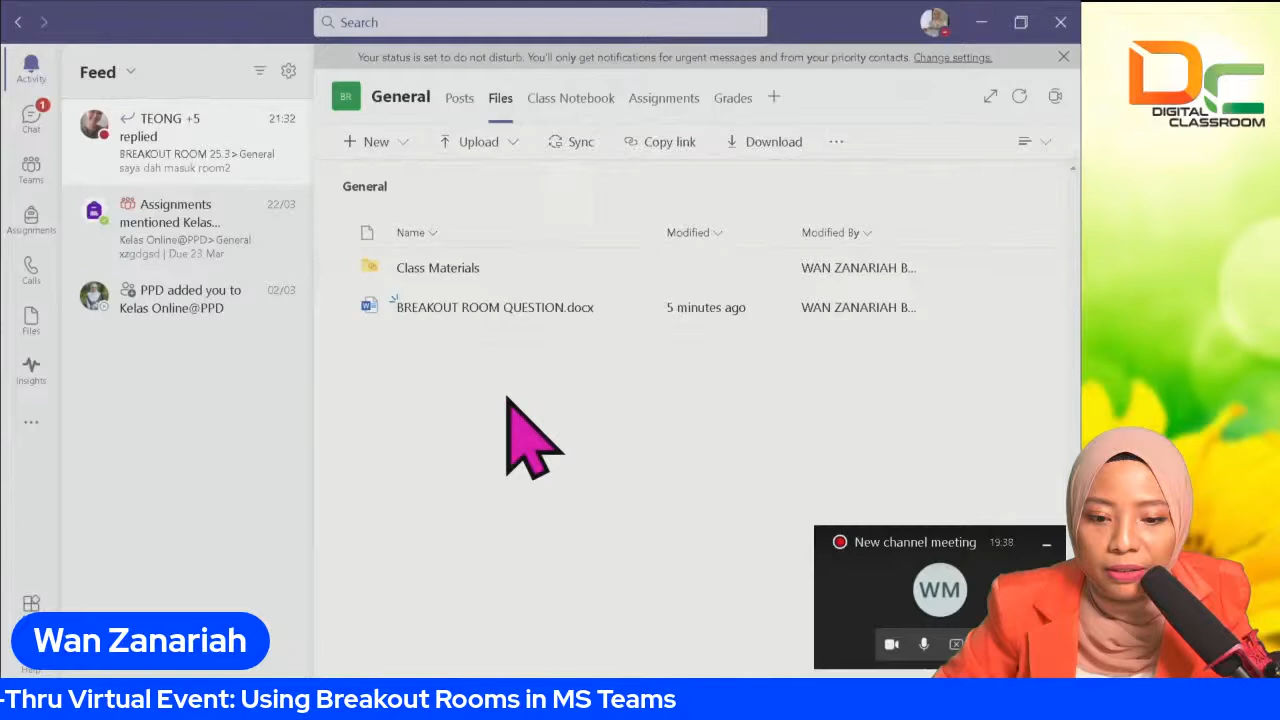 Search
Your status is set to do not disturb. You'll only get notifications for urgent messages and from your priority contacts. Change settings.
Activity
Chat
1
Teams
Assignments
Calls
Files
Insights
Help
Feed
TEONG +5
replied
21:32
BREAKOUT ROOM 25.3 > General
saya dah masuk room2
Assignments
mentioned Kelas...
22/03
Kelas Online@PPD > General
xzgdgsd | Due 23 Mar
PPD added you to
Kelas Online@PPD
02/03
BR General Posts Files Class Notebook Assignments Grades
New Upload Sync Copy link Download
General
Name Modified Modified By
Class Materials WAN ZANARIAH B...
BREAKOUT ROOM QUESTION.docx 5 minutes ago WAN ZANARIAH B...
New channel meeting 19:38
WM
DC
DIGITAL
CLASSROOM
Wan Zanariah
-Thru Virtual Event: Using Breakout Rooms in MS Teams